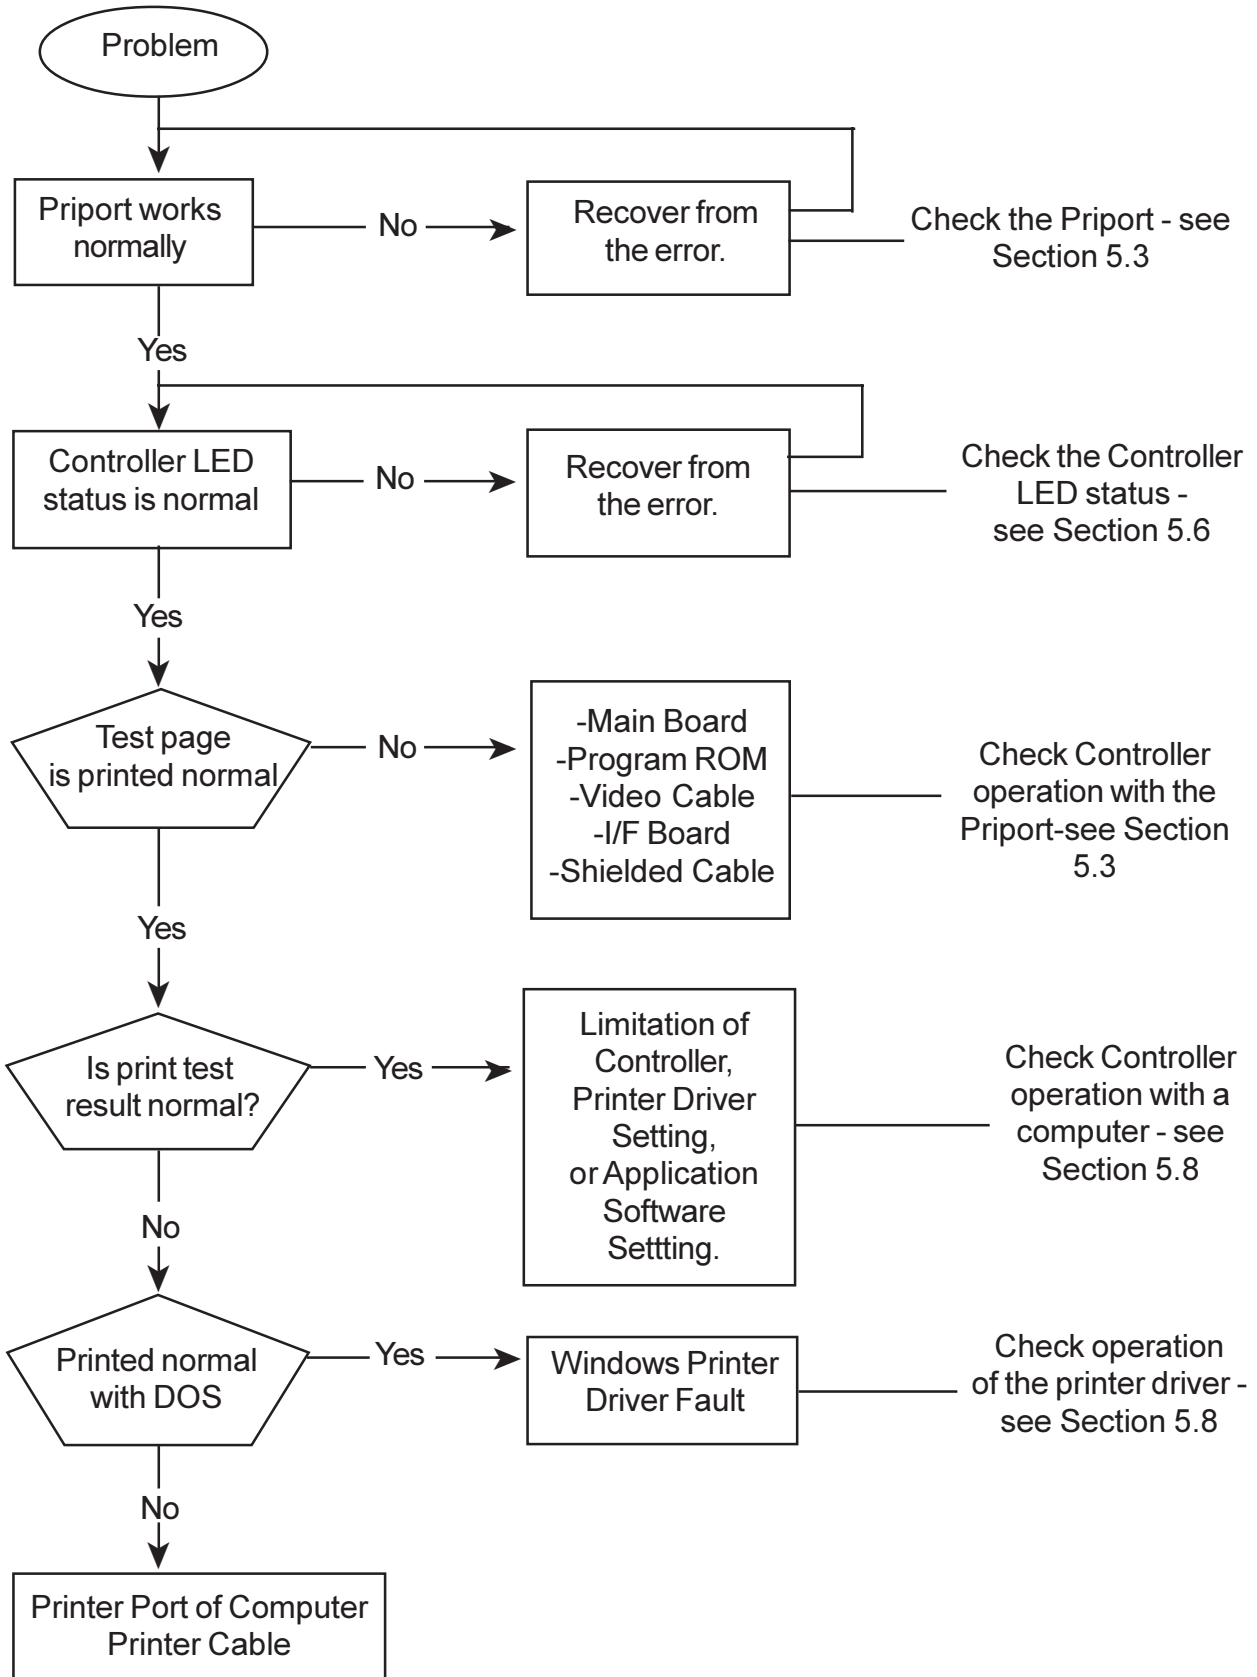 Problem
Priport works
normally
No
Recover from
the error.
Check the Priport - see
Section 5.3
Yes
Controller LED
status is normal
No
Recover from
the error.
Check the Controller
LED status -
see Section 5.6
Yes
Test page
is printed normal
No
-Main Board
-Program ROM
-Video Cable
-I/F Board
-Shielded Cable
Check Controller
operation with the
Priport-see Section
5.3
Yes
Is print test
result normal?
Yes
Limitation of
Controller,
Printer Driver
Setting,
or Application
Software
Settting.
Check Controller
operation with a
computer - see
Section 5.8
No
Printed normal
with DOS
Yes
Windows Printer
Driver Fault
Check operation
of the printer driver -
see Section 5.8
No
Printer Port of Computer
Printer Cable